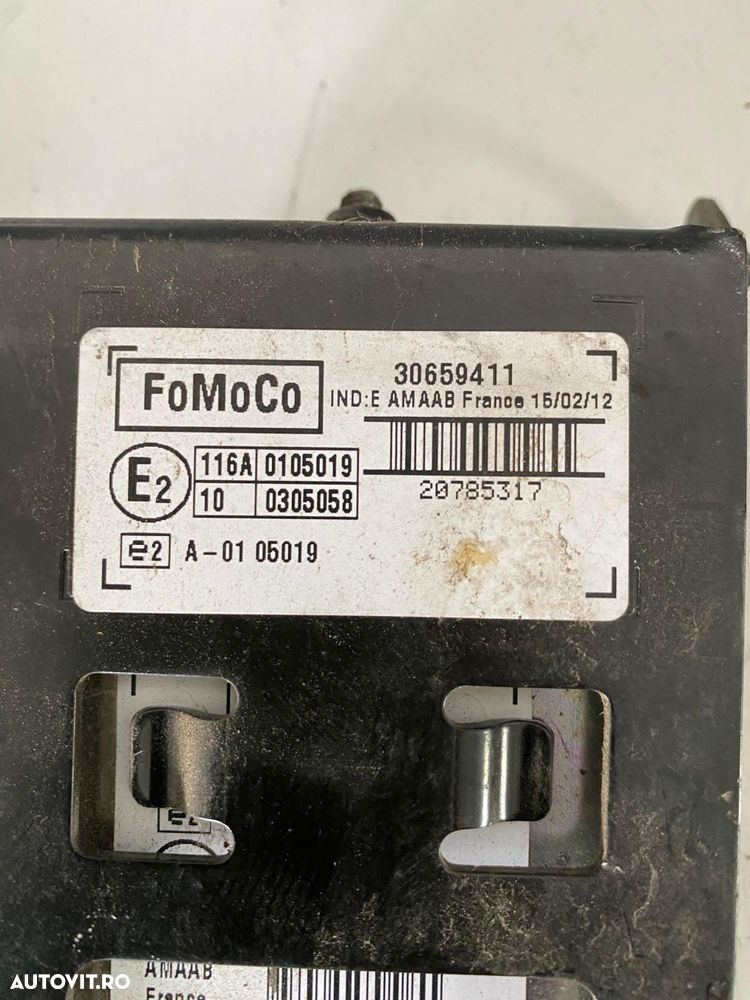 FoMoCo
30659411
IND:E AMAAB France 15/02/12
E2
116A 0105019
10 0305058
20785317
e2 A-01 05019
e2
AMAAB
France
AUTOVIT.RO